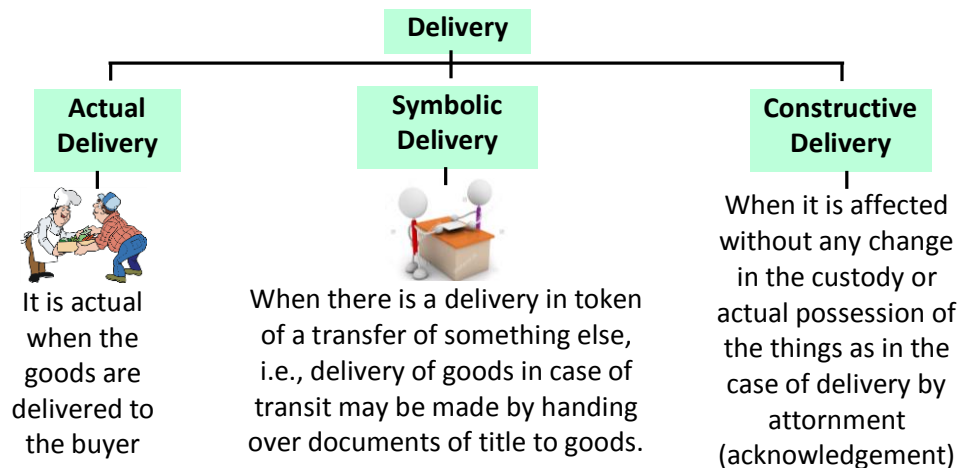 Delivery
Actual
Delivery
It is actual
when the
goods are
delivered to
the buyer
Symbolic
Delivery
When there is a delivery in token
of a transfer of something else,
i.e., delivery of goods in case of
transit may be made by handing
over documents of title to goods.
Constructive
Delivery
When it is affected
without any change
in the custody or
actual possession of
the things as in the
case of delivery by
attornment
(acknowledgement)